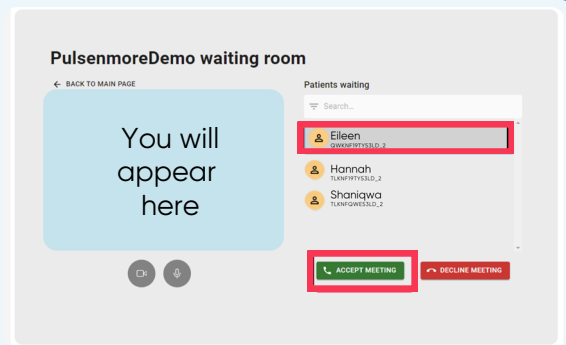 PulsenmoreDemo waiting room
← BACK TO MAIN PAGE
Patients waiting
Search...
You will
appear
here
Eileen
QWKNF19TYS3LD_2
Hannah
TLKNF19TYS3LD_2
Shaniqwa
TLKNFQWES3LD_2
ACCEPT MEETING
DECLINE MEETING